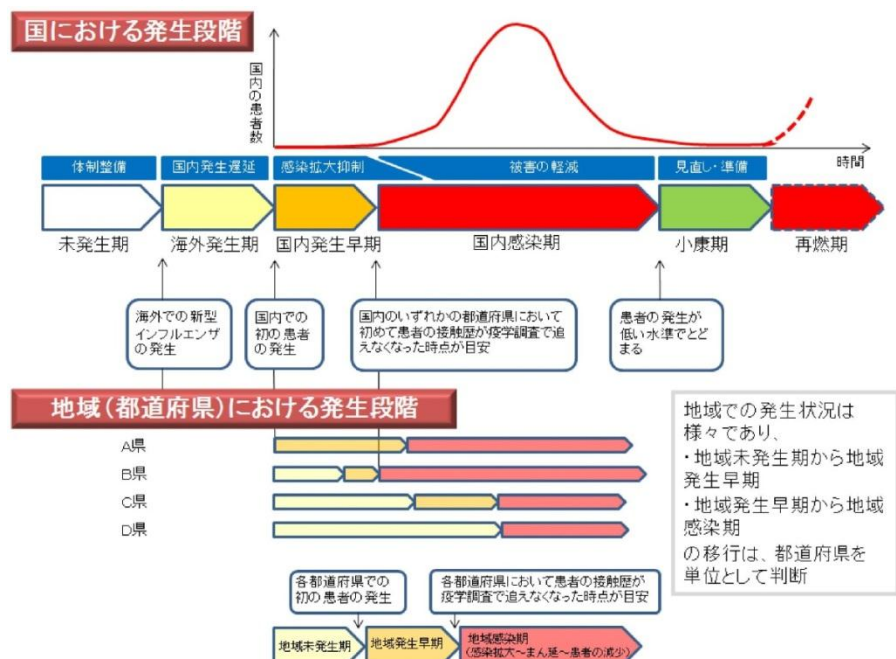 国における発生段階
国内の患者数
時間
体制整備
国内発生遅延
感染拡大抑制
被害の軽減
見直し・準備
未発生期
海外発生期
国内発生早期
国内感染期
小康期
再燃期
海外での新型
インフルエンザ
の発生
国内での
初の患者
の発生
国内のいずれかの都道府県において
初めて患者の接触歴が疫学調査で追
えなくなった時点が目安
患者の発生が
低い水準でとど
まる
地域(都道府県)における発生段階
A県
B県
C県
D県
地域での発生状況は
様々であり、
・地域未発生期から地域
発生早期
・地域発生早期から地域
感染期
の移行は、都道府県を
単位として判断
各都道府県での
初の患者の発生
各都道府県において患者の接触歴が
疫学調査で追えなくなった時点が目安
地域未発生期
地域発生早期
地域感染期
(感染拡大~まん延~患者の減少)